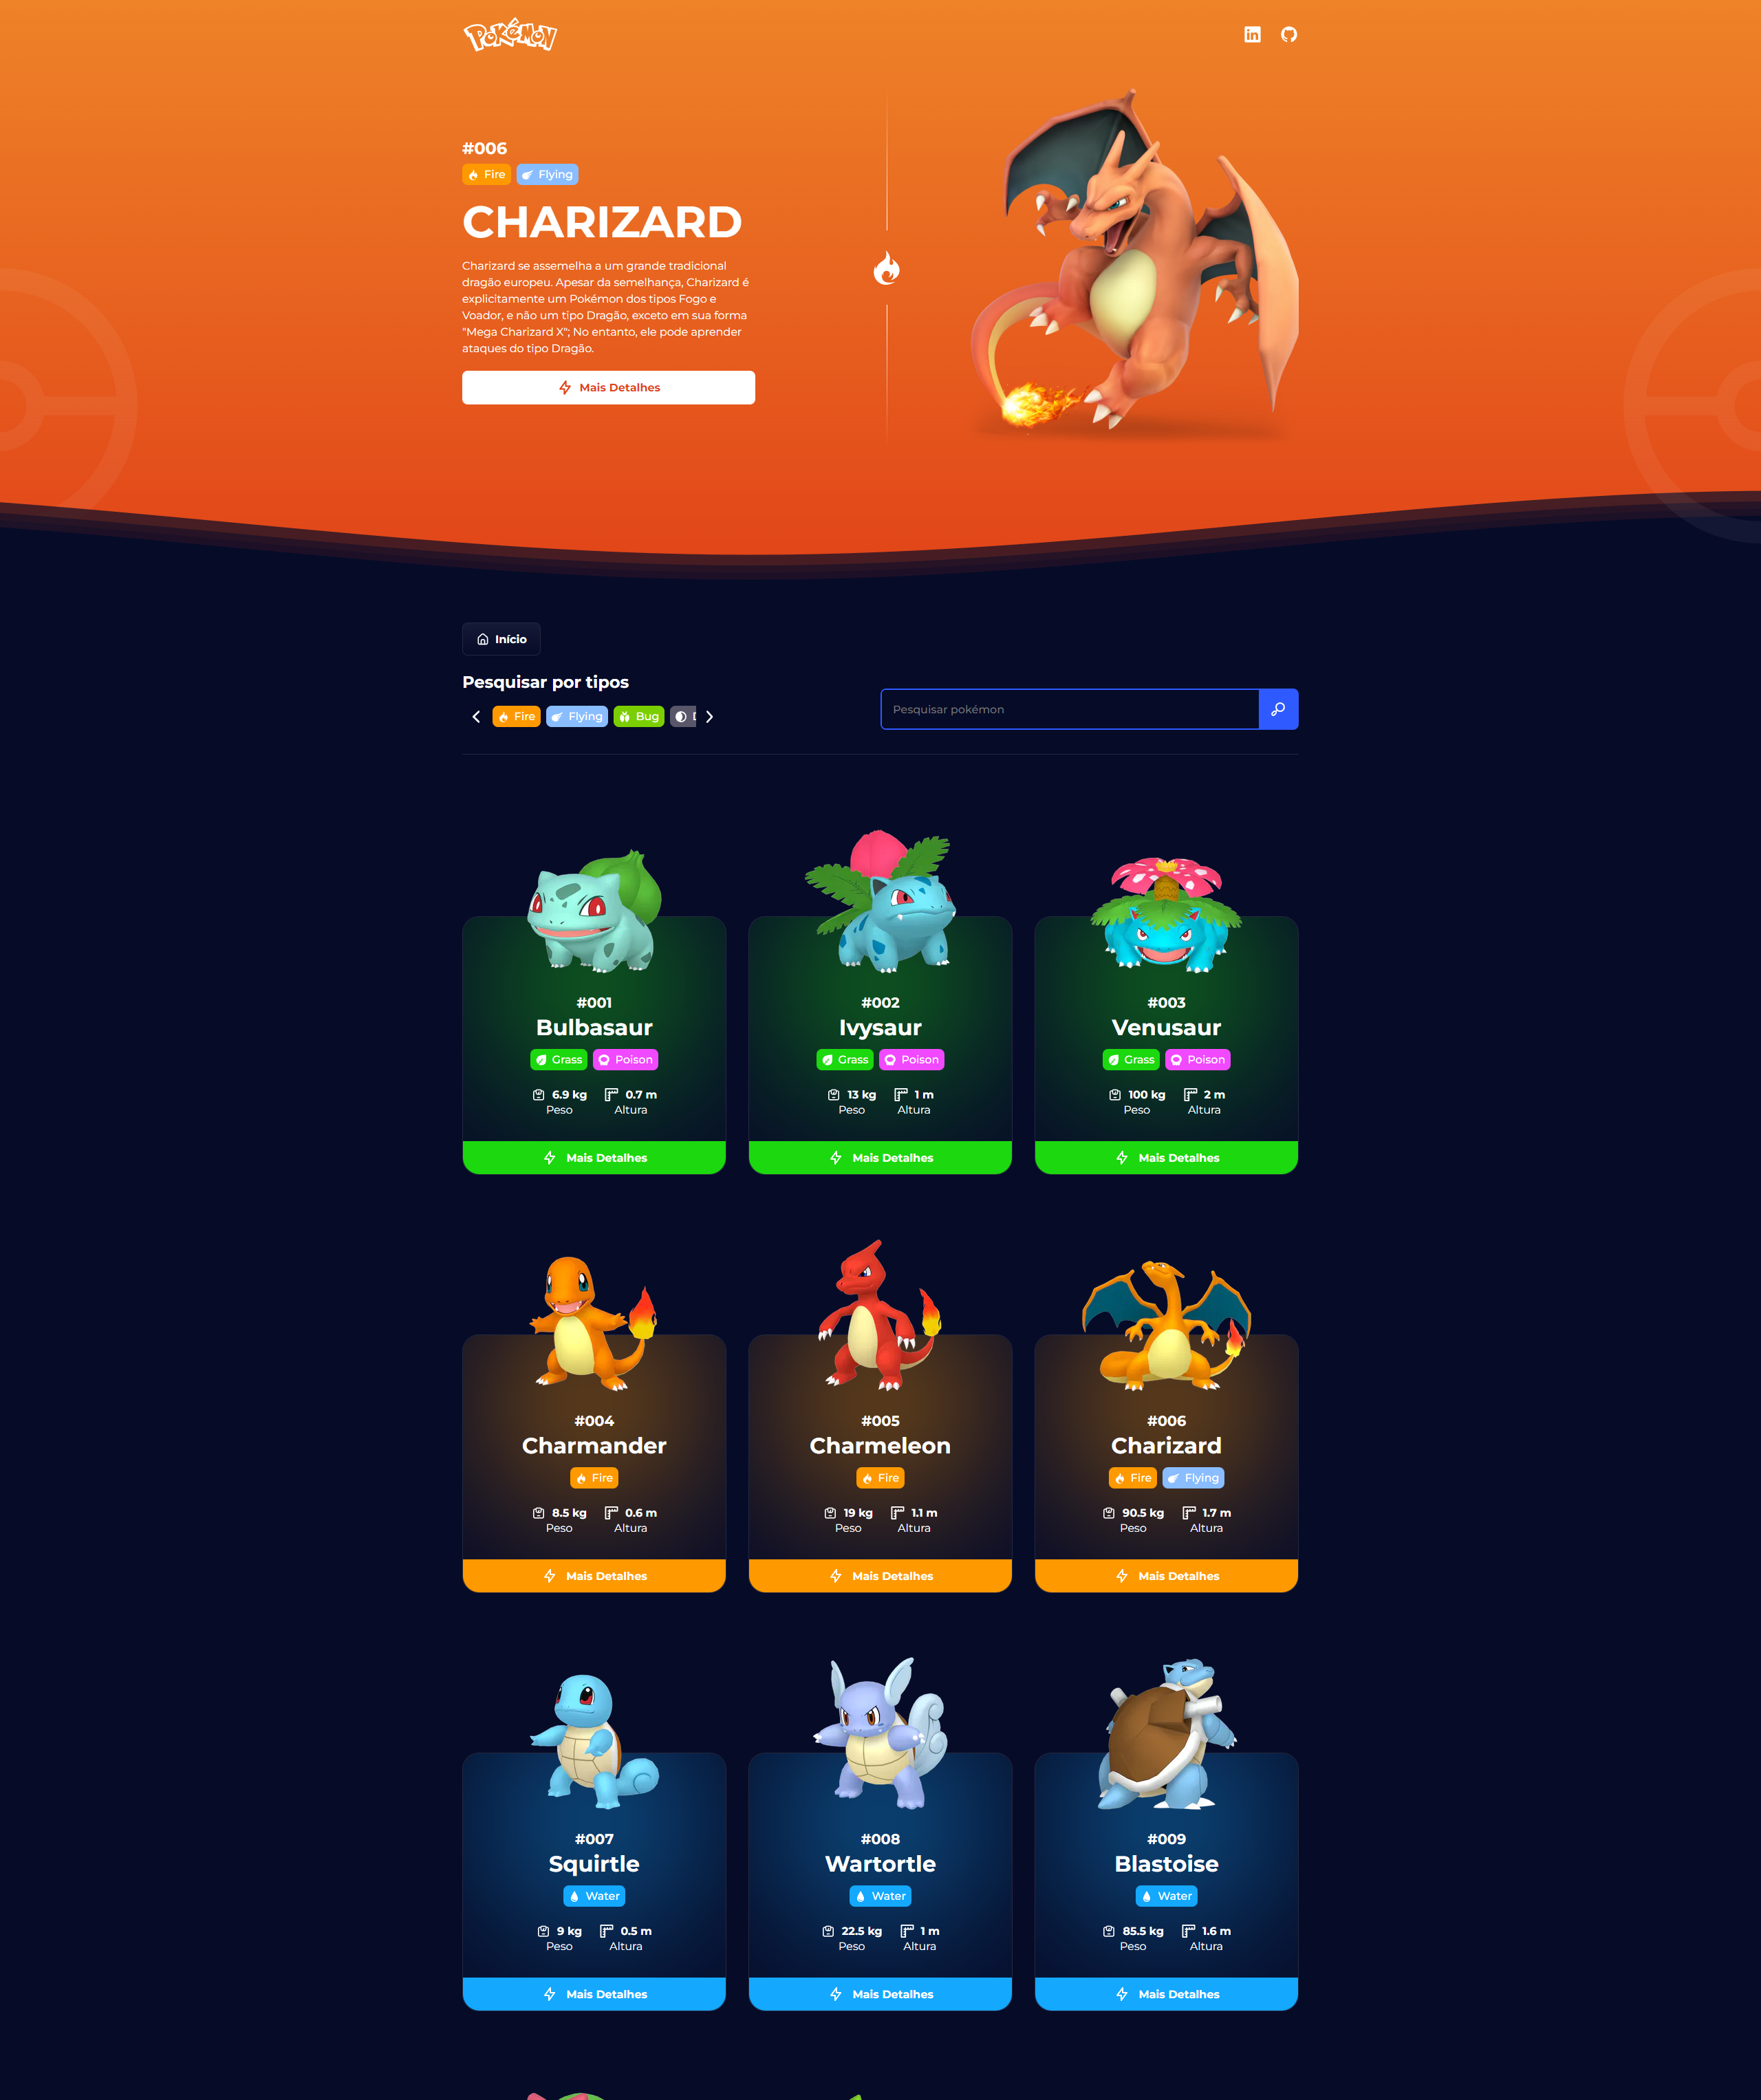 Pokémon
#006
Fire Flying
CHARIZARD
Charizard se assemelha a um grande tradicional
dragão europeu. Apesar da semelhança, Charizard é
explicitamente um Pokémon dos tipos Fogo e
Voador, e não um tipo Dragão, exceto em sua forma
"Mega Charizard X"; No entanto, ele pode aprender
ataques do tipo Dragão.
Mais Detalhes
Início
Pesquisar por tipos
Fire Flying Bug
Pesquisar pokémon
#001
Bulbasaur
Grass Poison
6.9 kg 0.7 m
Peso Altura
Mais Detalhes
#002
Ivysaur
Grass Poison
13 kg 1 m
Peso Altura
Mais Detalhes
#003
Venusaur
Grass Poison
100 kg 2 m
Peso Altura
Mais Detalhes
#004
Charmander
Fire
8.5 kg 0.6 m
Peso Altura
Mais Detalhes
#005
Charmeleon
Fire
19 kg 1.1 m
Peso Altura
Mais Detalhes
#006
Charizard
Fire Flying
90.5 kg 1.7 m
Peso Altura
Mais Detalhes
#007
Squirtle
Water
9 kg 0.5 m
Peso Altura
Mais Detalhes
#008
Wartortle
Water
22.5 kg 1 m
Peso Altura
Mais Detalhes
#009
Blastoise
Water
85.5 kg 1.6 m
Peso Altura
Mais Detalhes